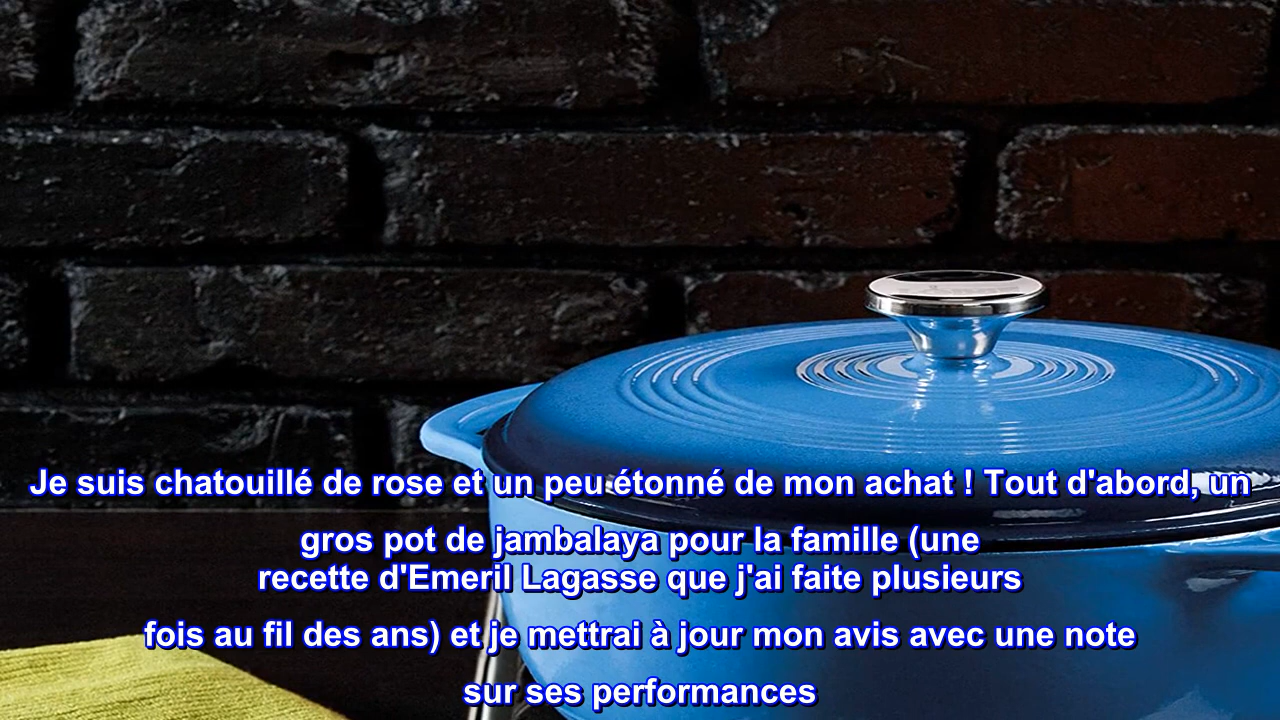 Je suis chatouillé de rose et un peu étonné de mon achat ! Tout d'abord, un
gros pot de jambalaya pour la famille (une
recette d'Emeril Lagasse que j'ai faite plusieurs
fois au fil des ans) et je mettrai à jour mon avis avec une note
sur ses performances